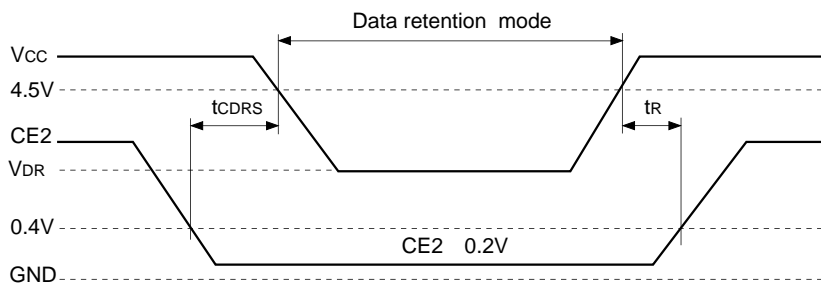 Data retention mode
VCC
4.5V
tCDRS
tR
CE2
VDR
0.4V
CE2 0.2V
GND